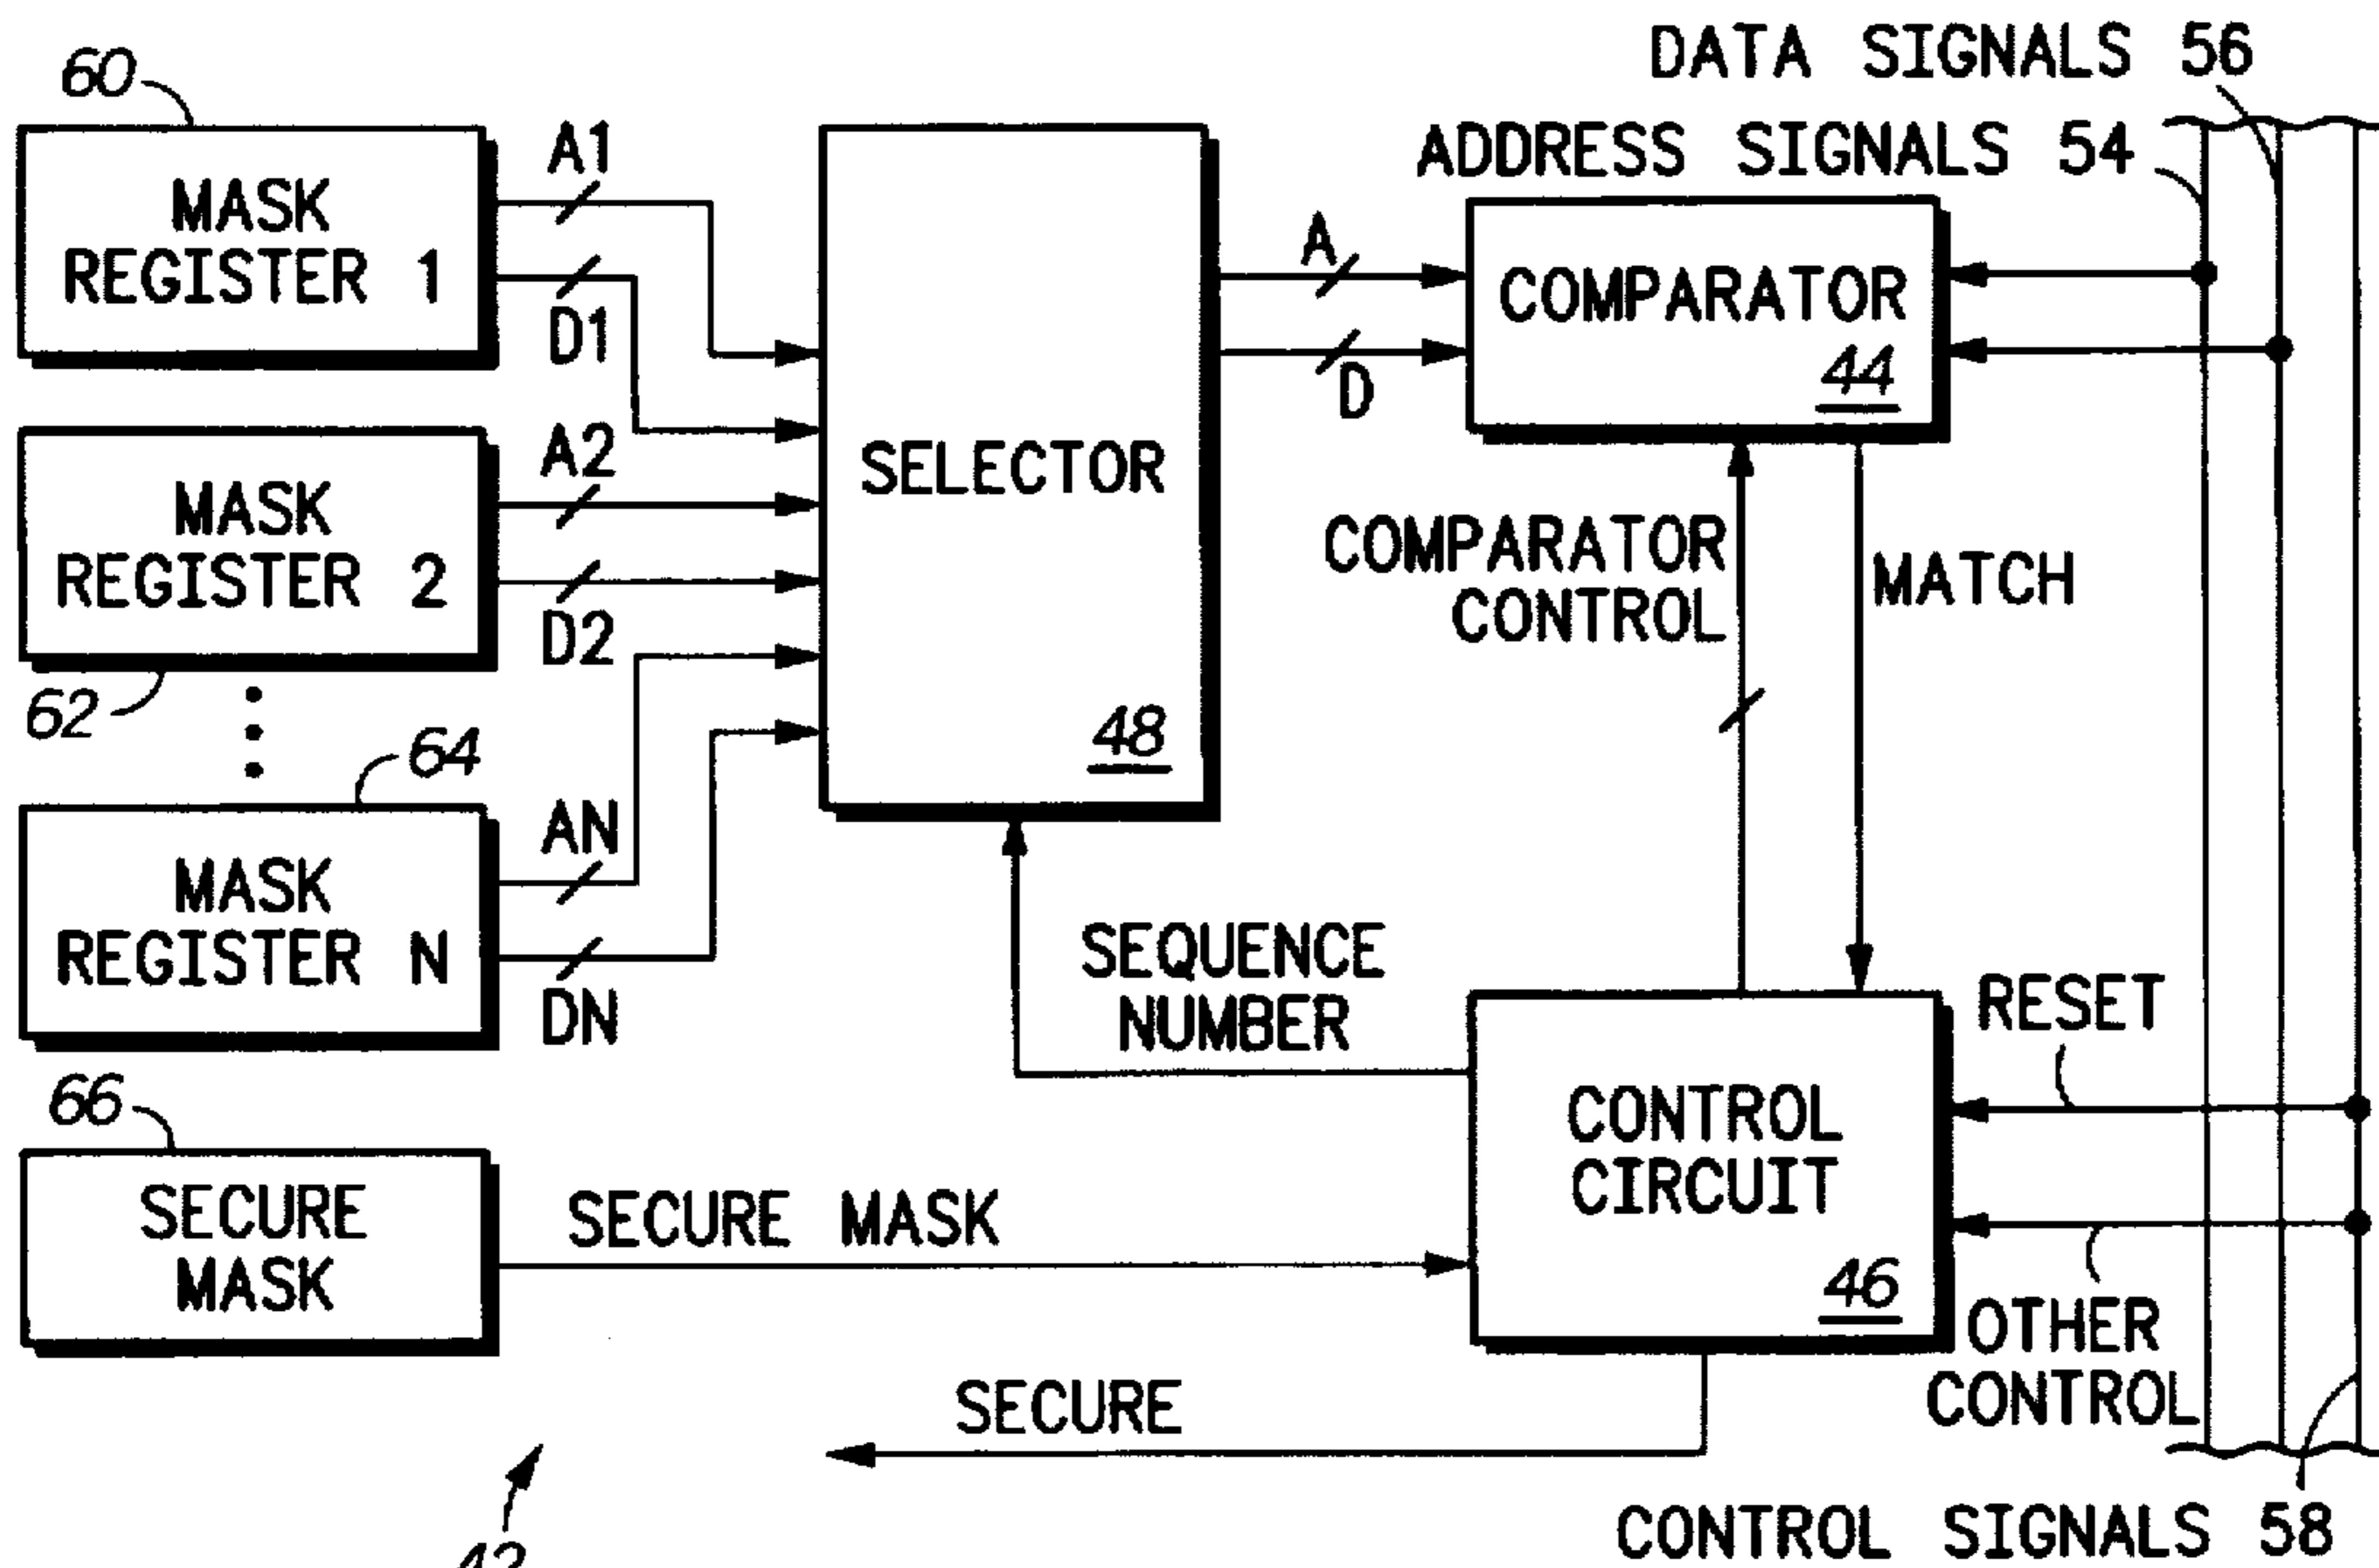 DATA SIGNALS 56
ADDRESS SIGNALS 54
60
MASK
REGISTER 1
A1
D1
MASK
REGISTER 2
A2
D2
62
64
MASK
REGISTER N
AN
DN
66
SECURE
MASK
SECURE MASK
SELECTOR
48
A
D
COMPARATOR
44
COMPARATOR
CONTROL
MATCH
SEQUENCE
NUMBER
CONTROL
CIRCUIT
46
RESET
OTHER
CONTROL
SECURE
42
CONTROL SIGNALS 58